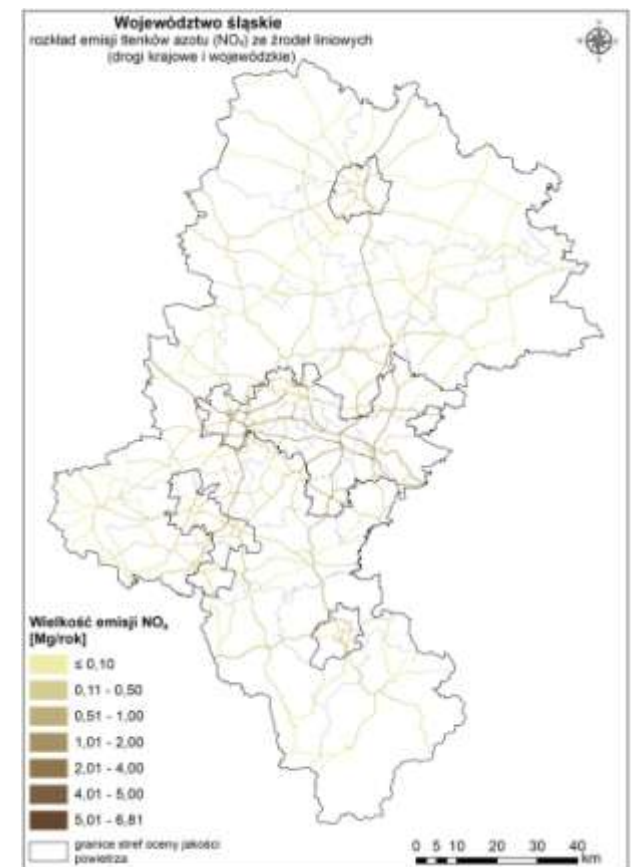 Województwo śląskie
rozkład emisji tlenków azotu (NOₓ) ze źródeł liniowych
(drogi krajowe i wojewódzkie)
Wielkość emisji NOₓ
[Mg/rok]
≤ 0,10
0,11 - 0,50
0,51 - 1,00
1,01 - 2,00
2,01 - 4,00
4,01 - 5,00
5,01 - 6,81
granice stref oceny jakości
powietrza
0 5 10 20 30 40
km